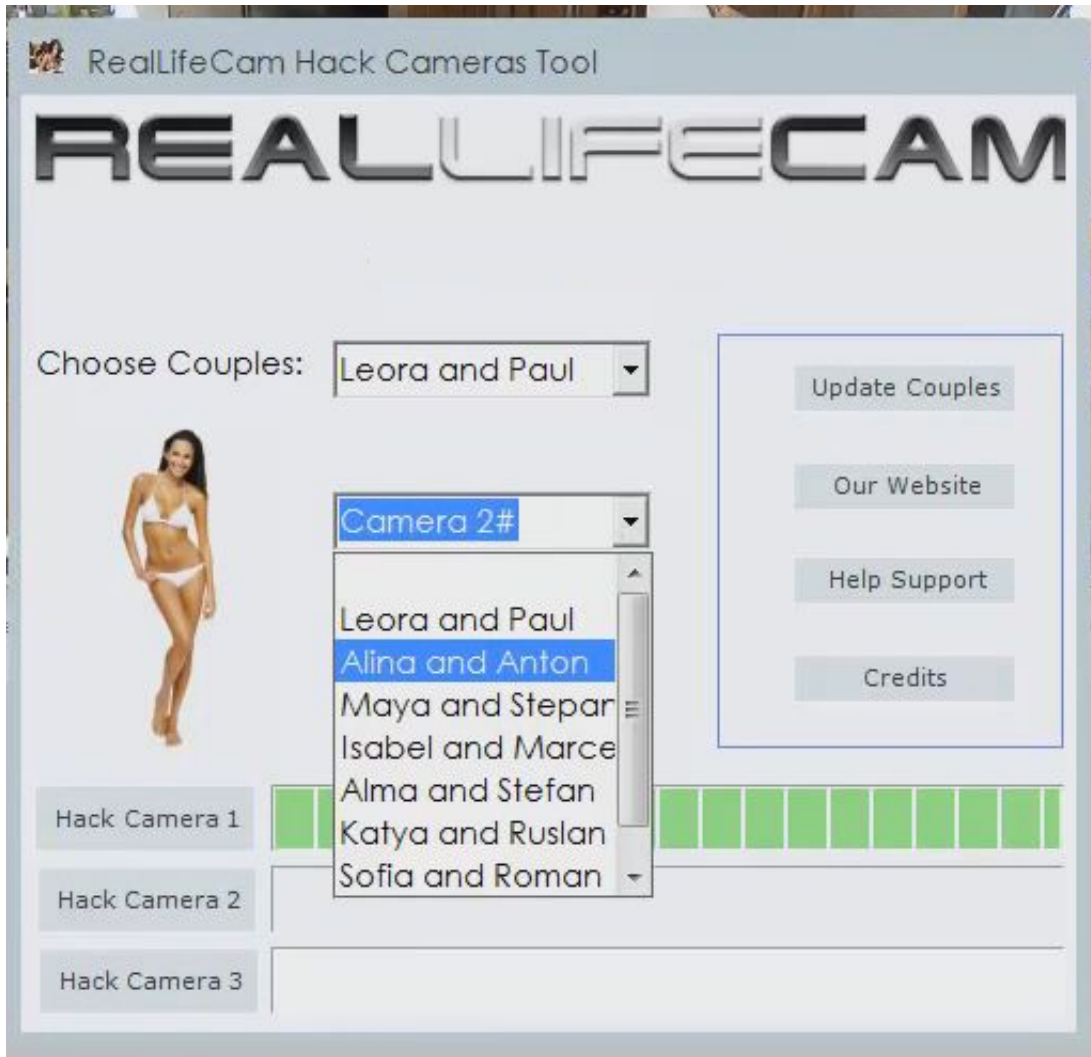 RealLifeCam Hack Cameras Tool
REALLIFECAM
Choose Couples:
Leora and Paul
Camera 2#
Leora and Paul
Alina and Anton
Maya and Stepar
Isabel and Marce
Alma and Stefan
Katya and Ruslan
Sofia and Roman
Update Couples
Our Website
Help Support
Credits
Hack Camera 1
Hack Camera 2
Hack Camera 3